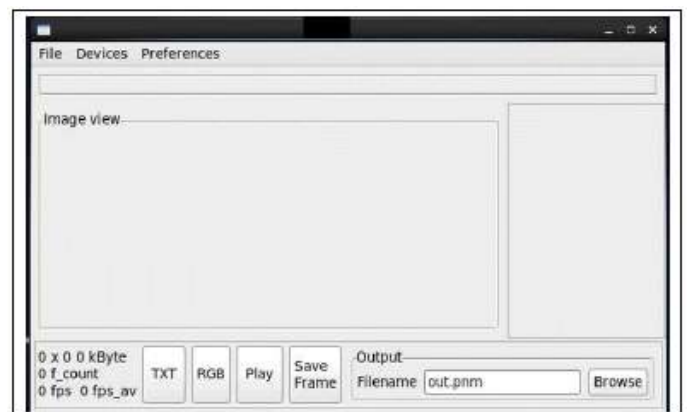 File Devices Preferences
Image view
0 x 0 0 kByte
0 f_count
0 fps 0 fps_av
TXT
RGB
Play
Save
Frame
Output
Filename out.pnm Browse